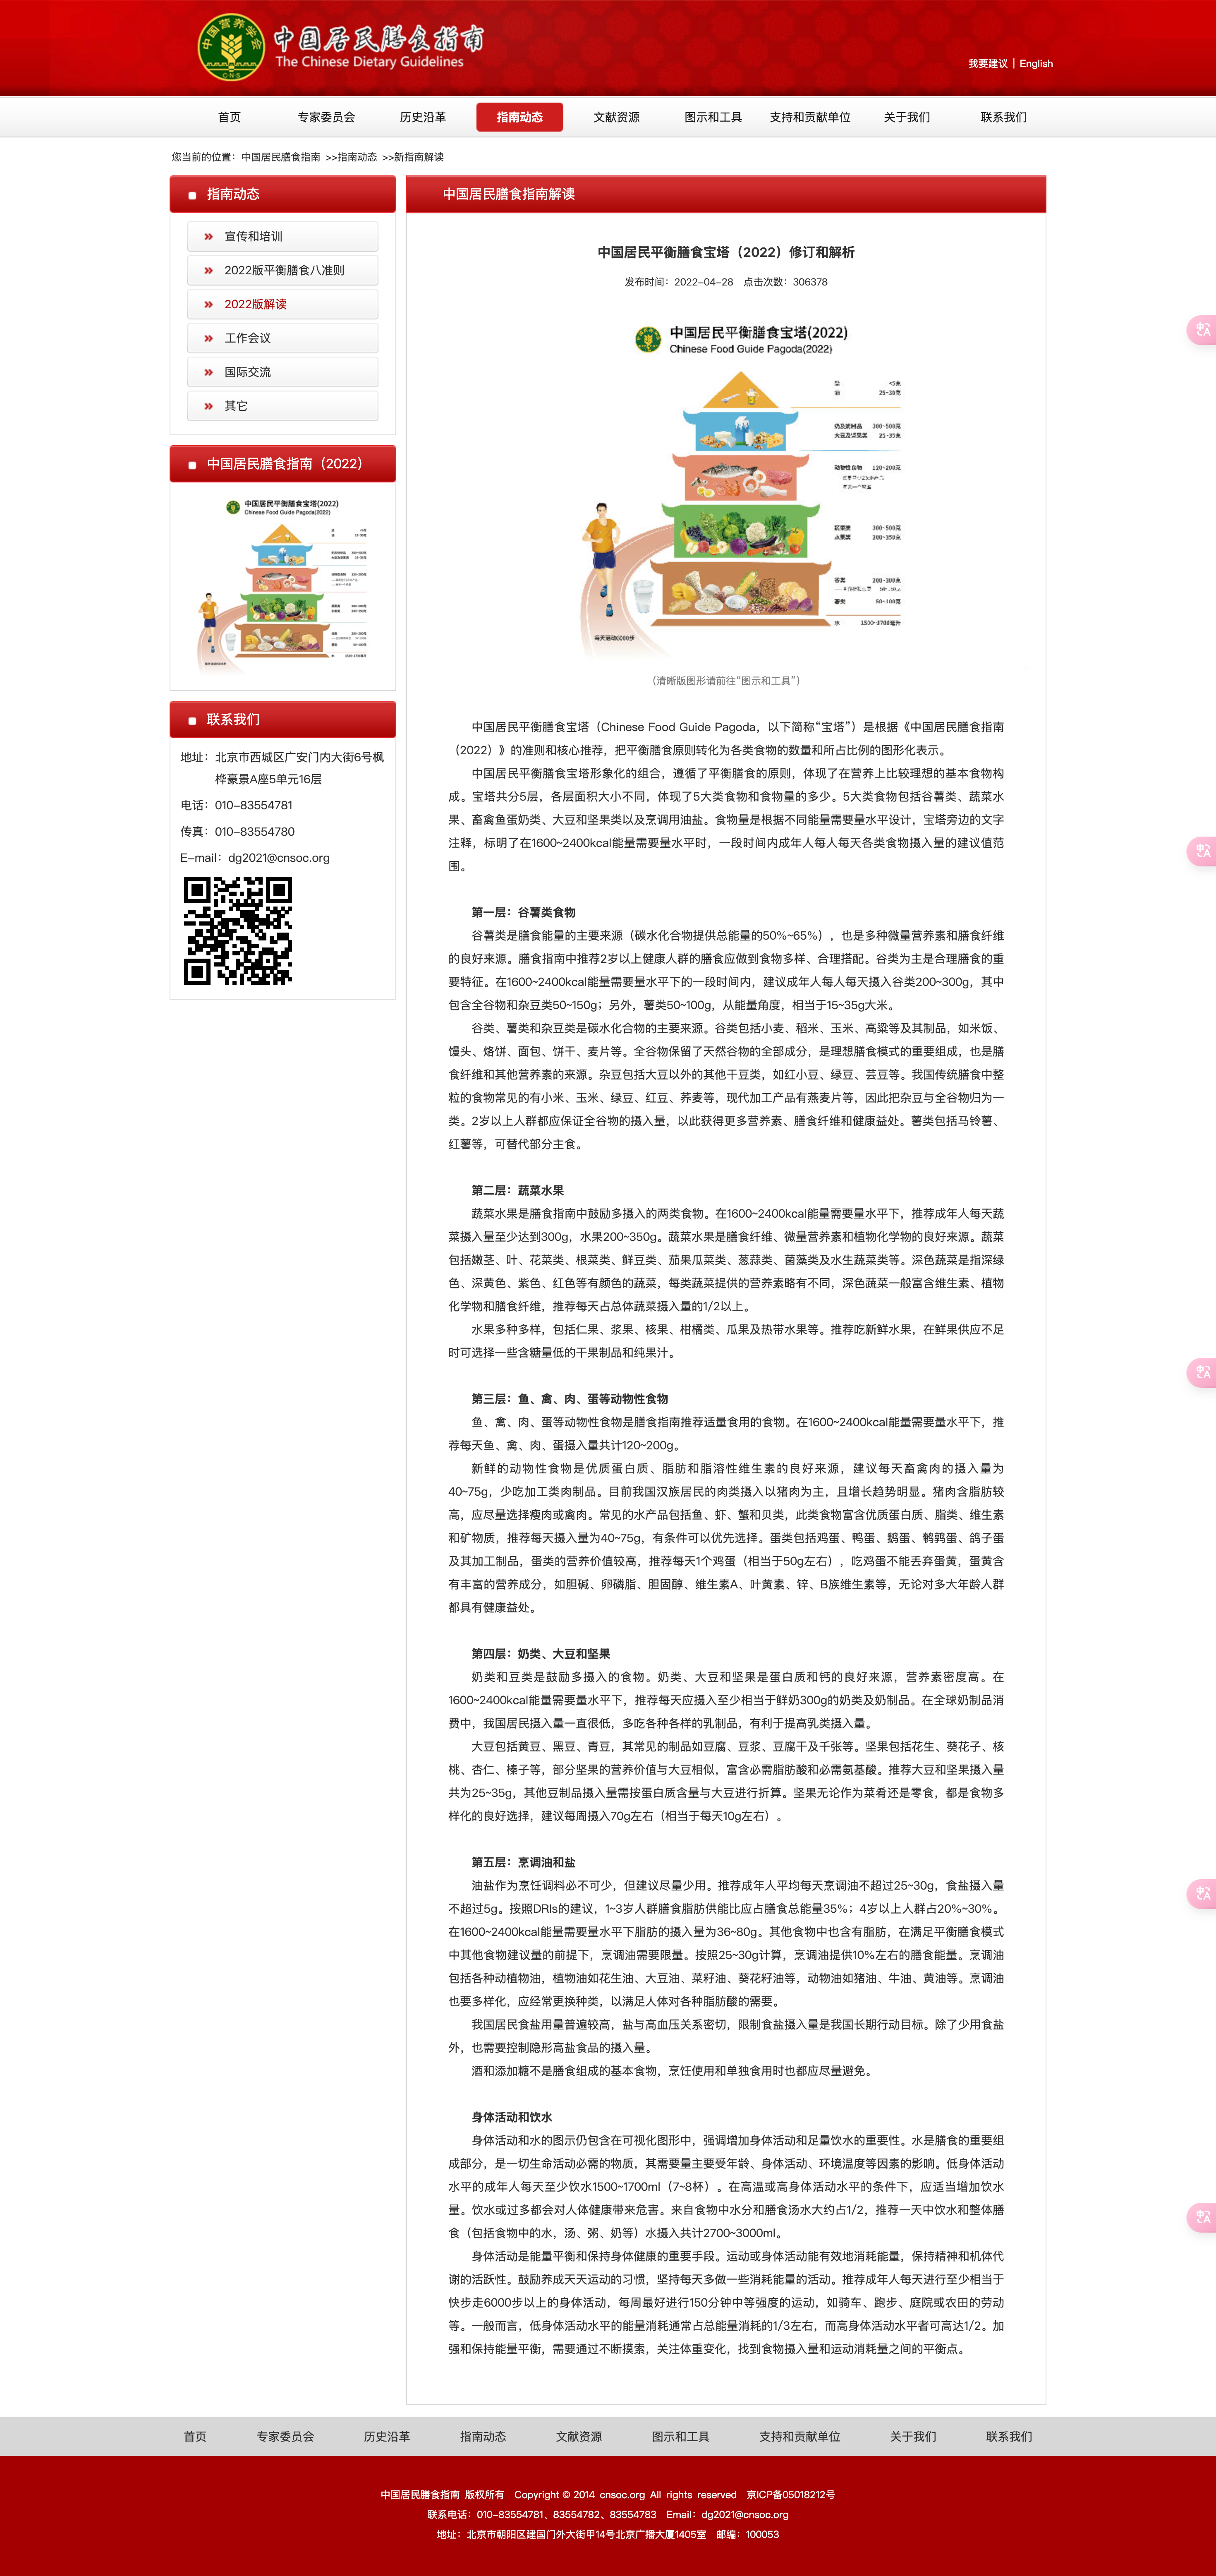 中国营养学会
C·N·S
中国居民膳食指南
The Chinese Dietary Guidelines
我要建议 | English
首页 专家委员会 历史沿革 指南动态 文献资源 图示和工具 支持和贡献单位 关于我们 联系我们
您当前的位置：中国居民膳食指南 >>指南动态 >>新指南解读
指南动态
宣传和培训
2022版平衡膳食八准则
2022版解读
工作会议
国际交流
其它
中国居民膳食指南（2022）
中国居民平衡膳食宝塔(2022)
Chinese Food Guide Pagoda(2022)
联系我们
地址：北京市西城区广安门内大街6号枫
桦豪景A座5单元16层
电话：010-83554781
传真：010-83554780
E-mail：dg2021@cnsoc.org
中国居民膳食指南解读
中国居民平衡膳食宝塔（2022）修订和解析
发布时间：2022-04-28 点击次数：306378
中国居民平衡膳食宝塔(2022)
Chinese Food Guide Pagoda(2022)
盐 <5克
油 25-30克
奶及奶制品 300-500克
大豆及坚果类 25-35克
动物性食物 120-200克
蔬菜类 300-500克
水果类 200-350克
谷类 200-300克
薯类 50-100克
水 1500-1700毫升
每天活动6000步
（清晰版图形请前往“图示和工具”）
中国居民平衡膳食宝塔（Chinese Food Guide Pagoda，以下简称“宝塔”）是根据《中国居民膳食指南
（2022）》的准则和核心推荐，把平衡膳食原则转化为各类食物的数量和所占比例的图形化表示。
中国居民平衡膳食宝塔形象化的组合，遵循了平衡膳食的原则，体现了在营养上比较理想的基本食物构
成。宝塔共分5层，各层面积大小不同，体现了5大类食物和食物量的多少。5大类食物包括谷薯类、蔬菜水
果、畜禽鱼蛋奶类、大豆和坚果类以及烹调用油盐。食物量是根据不同能量需要量水平设计，宝塔旁边的文字
注释，标明了在1600~2400kcal能量需要量水平时，一段时间内成年人每人每天各类食物摄入量的建议值范
围。
第一层：谷薯类食物
谷薯类是膳食能量的主要来源（碳水化合物提供总能量的50%~65%），也是多种微量营养素和膳食纤维
的良好来源。膳食指南中推荐2岁以上健康人群的膳食应做到食物多样、合理搭配。谷类为主是合理膳食的重
要特征。在1600~2400kcal能量需要量水平下的一段时间内，建议成年人每人每天摄入谷类200~300g，其中
包含全谷物和杂豆类50~150g；另外，薯类50~100g，从能量角度，相当于15~35g大米。
谷类、薯类和杂豆类是碳水化合物的主要来源。谷类包括小麦、稻米、玉米、高粱等及其制品，如米饭、
馒头、烙饼、面包、饼干、麦片等。全谷物保留了天然谷物的全部成分，是理想膳食模式的重要组成，也是膳
食纤维和其他营养素的来源。杂豆包括大豆以外的其他干豆类，如红小豆、绿豆、芸豆等。我国传统膳食中整
粒的食物常见的有小米、玉米、绿豆、红豆、荞麦等，现代加工产品有燕麦片等，因此把杂豆与全谷物归为一
类。2岁以上人群都应保证全谷物的摄入量，以此获得更多营养素、膳食纤维和健康益处。薯类包括马铃薯、
红薯等，可替代部分主食。
第二层：蔬菜水果
蔬菜水果是膳食指南中鼓励多摄入的两类食物。在1600~2400kcal能量需要量水平下，推荐成年人每天蔬
菜摄入量至少达到300g，水果200~350g。蔬菜水果是膳食纤维、微量营养素和植物化学物的良好来源。蔬菜
包括嫩茎、叶、花菜类、根菜类、鲜豆类、茄果瓜菜类、葱蒜类、菌藻类及水生蔬菜类等。深色蔬菜是指深绿
色、深黄色、紫色、红色等有颜色的蔬菜，每类蔬菜提供的营养素略有不同，深色蔬菜一般富含维生素、植物
化学物和膳食纤维，推荐每天占总体蔬菜摄入量的1/2以上。
水果多种多样，包括仁果、浆果、核果、柑橘类、瓜果及热带水果等。推荐吃新鲜水果，在鲜果供应不足
时可选择一些含糖量低的干果制品和纯果汁。
第三层：鱼、禽、肉、蛋等动物性食物
鱼、禽、肉、蛋等动物性食物是膳食指南推荐适量食用的食物。在1600~2400kcal能量需要量水平下，推
荐每天鱼、禽、肉、蛋摄入量共计120~200g。
新鲜的动物性食物是优质蛋白质、脂肪和脂溶性维生素的良好来源，建议每天畜禽肉的摄入量为
40~75g，少吃加工类肉制品。目前我国汉族居民的肉类摄入以猪肉为主，且增长趋势明显。猪肉含脂肪较
高，应尽量选择瘦肉或禽肉。常见的水产品包括鱼、虾、蟹和贝类，此类食物富含优质蛋白质、脂类、维生素
和矿物质，推荐每天摄入量为40~75g，有条件可以优先选择。蛋类包括鸡蛋、鸭蛋、鹅蛋、鹌鹑蛋、鸽子蛋
及其加工制品，蛋类的营养价值较高，推荐每天1个鸡蛋（相当于50g左右），吃鸡蛋不能丢弃蛋黄，蛋黄含
有丰富的营养成分，如胆碱、卵磷脂、胆固醇、维生素A、叶黄素、锌、B族维生素等，无论对多大年龄人群
都具有健康益处。
第四层：奶类、大豆和坚果
奶类和豆类是鼓励多摄入的食物。奶类、大豆和坚果是蛋白质和钙的良好来源，营养素密度高。在
1600~2400kcal能量需要量水平下，推荐每天应摄入至少相当于鲜奶300g的奶类及奶制品。在全球奶制品消
费中，我国居民摄入量一直很低，多吃各种各样的乳制品，有利于提高乳类摄入量。
大豆包括黄豆、黑豆、青豆，其常见的制品如豆腐、豆浆、豆腐干及千张等。坚果包括花生、葵花子、核
桃、杏仁、榛子等，部分坚果的营养价值与大豆相似，富含必需脂肪酸和必需氨基酸。推荐大豆和坚果摄入量
共为25~35g，其他豆制品摄入量需按蛋白质含量与大豆进行折算。坚果无论作为菜肴还是零食，都是食物多
样化的良好选择，建议每周摄入70g左右（相当于每天10g左右）。
第五层：烹调油和盐
油盐作为烹饪调料必不可少，但建议尽量少用。推荐成年人平均每天烹调油不超过25~30g，食盐摄入量
不超过5g。按照DRIs的建议，1~3岁人群膳食脂肪供能比应占膳食总能量35%；4岁以上人群占20%~30%。
在1600~2400kcal能量需要量水平下脂肪的摄入量为36~80g。其他食物中也含有脂肪，在满足平衡膳食模式
中其他食物建议量的前提下，烹调油需要限量。按照25~30g计算，烹调油提供10%左右的膳食能量。烹调油
包括各种动植物油，植物油如花生油、大豆油、菜籽油、葵花籽油等，动物油如猪油、牛油、黄油等。烹调油
也要多样化，应经常更换种类，以满足人体对各种脂肪酸的需要。
我国居民食盐用量普遍较高，盐与高血压关系密切，限制食盐摄入量是我国长期行动目标。除了少用食盐
外，也需要控制隐形高盐食品的摄入量。
酒和添加糖不是膳食组成的基本食物，烹饪使用和单独食用时也都应尽量避免。
身体活动和饮水
身体活动和水的图示仍包含在可视化图形中，强调增加身体活动和足量饮水的重要性。水是膳食的重要组
成部分，是一切生命活动必需的物质，其需要量主要受年龄、身体活动、环境温度等因素的影响。低身体活动
水平的成年人每天至少饮水1500~1700ml（7~8杯）。在高温或高身体活动水平的条件下，应适当增加饮水
量。饮水或过多都会对人体健康带来危害。来自食物中水分和膳食汤水大约占1/2，推荐一天中饮水和整体膳
食（包括食物中的水，汤、粥、奶等）水摄入共计2700~3000ml。
身体活动是能量平衡和保持身体健康的重要手段。运动或身体活动能有效地消耗能量，保持精神和机体代
谢的活跃性。鼓励养成天天运动的习惯，坚持每天多做一些消耗能量的活动。推荐成年人每天进行至少相当于
快步走6000步以上的身体活动，每周最好进行150分钟中等强度的运动，如骑车、跑步、庭院或农田的劳动
等。一般而言，低身体活动水平的能量消耗通常占总能量消耗的1/3左右，而高身体活动水平者可高达1/2。加
强和保持能量平衡，需要通过不断摸索，关注体重变化，找到食物摄入量和运动消耗量之间的平衡点。
首页 专家委员会 历史沿革 指南动态 文献资源 图示和工具 支持和贡献单位 关于我们 联系我们
中国居民膳食指南 版权所有 Copyright © 2014 cnsoc.org All rights reserved 京ICP备05018212号
联系电话：010-83554781、83554782、83554783 Email：dg2021@cnsoc.org
地址：北京市朝阳区建国门外大街甲14号北京广播大厦1405室 邮编：100053